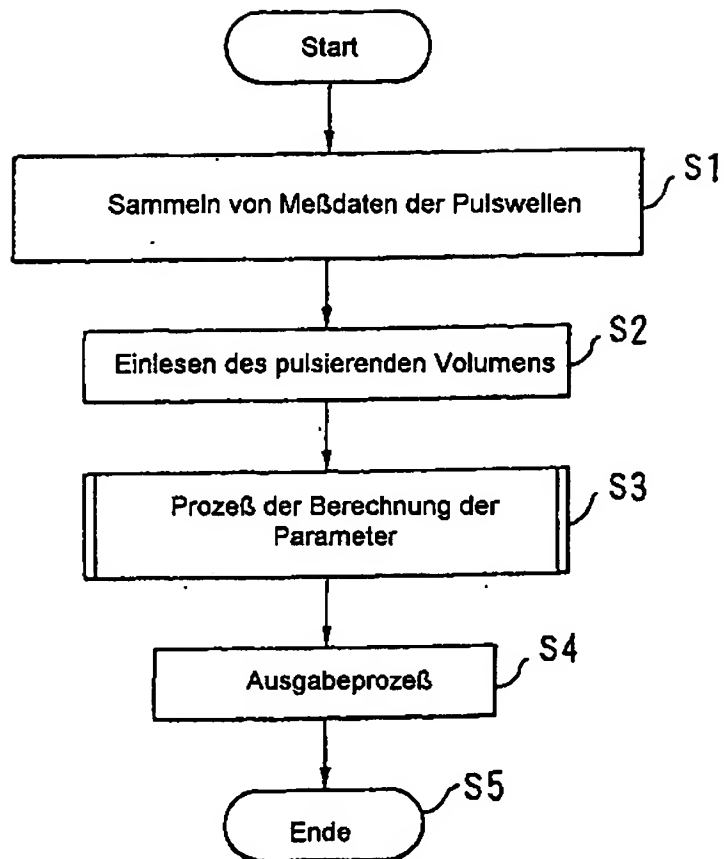 Start
Sammeln von Meßdaten der Pulswellen
S1
Einlesen des pulsierenden Volumens
S2
Prozeß der Berechnung der
Parameter
S3
Ausgabeprozeß
S4
Ende
S5